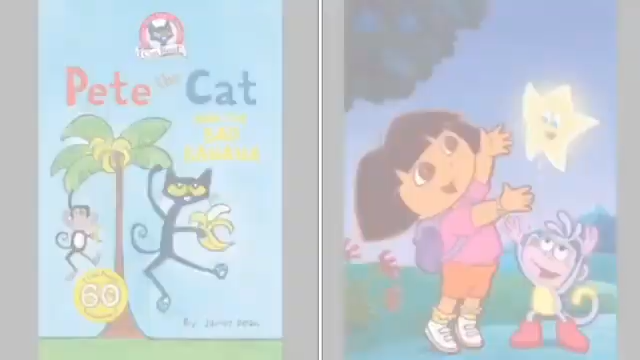 Pete the Cat
AND THE
BAD
BANANA
60
By James Dean